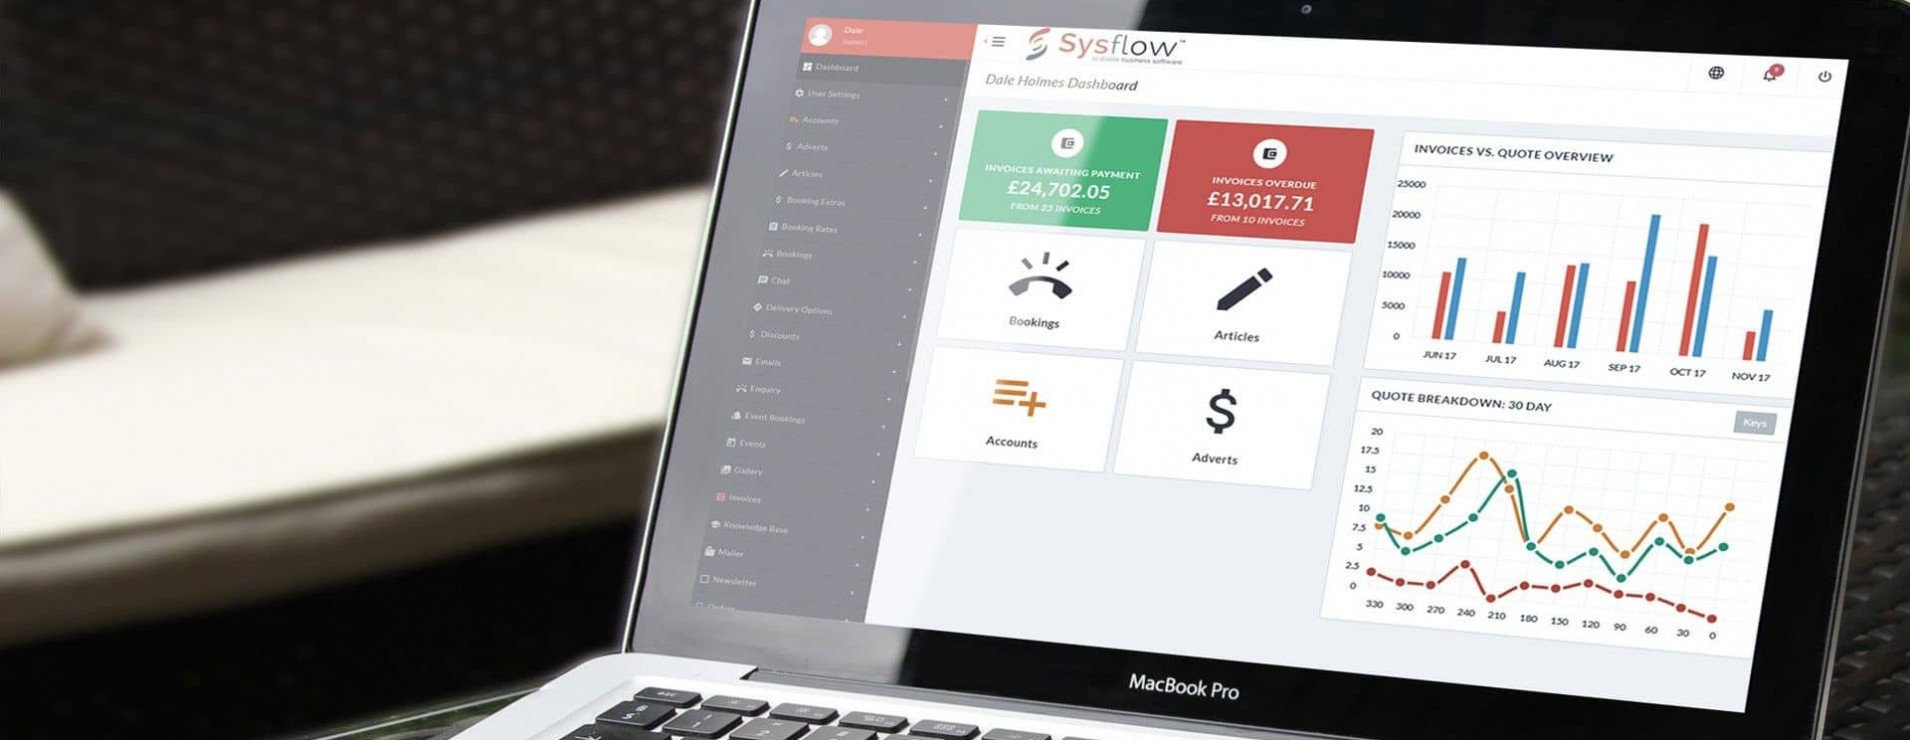 Dale
Support
Dashboard
User Settings
Accounts
Adverts
Articles
Booking Extras
Booking Rates
Bookings
Chat
Delivery Options
Discounts
Emails
Enquiry
Event Bookings
Events
Gallery
Invoices
Knowledge Base
Mailer
Newsletter
Orders
Sysflow™
scalable business software
Dale Holmes Dashboard
INVOICES AWAITING PAYMENT
£24,702.05
FROM 25 INVOICES
INVOICES OVERDUE
£13,017.71
FROM 10 INVOICES
Bookings
Articles
Accounts
Adverts
INVOICES VS. QUOTE OVERVIEW
25000
20000
15000
10000
5000
0
JUN 17 JUL 17 AUG 17 SEP 17 OCT 17 NOV 17
QUOTE BREAKDOWN: 30 DAY
Keys
20
17.5
15
12.5
10
7.5
5
2.5
0
330 300 270 240 210 180 150 120 90 60 30 0
MacBook Pro
esc